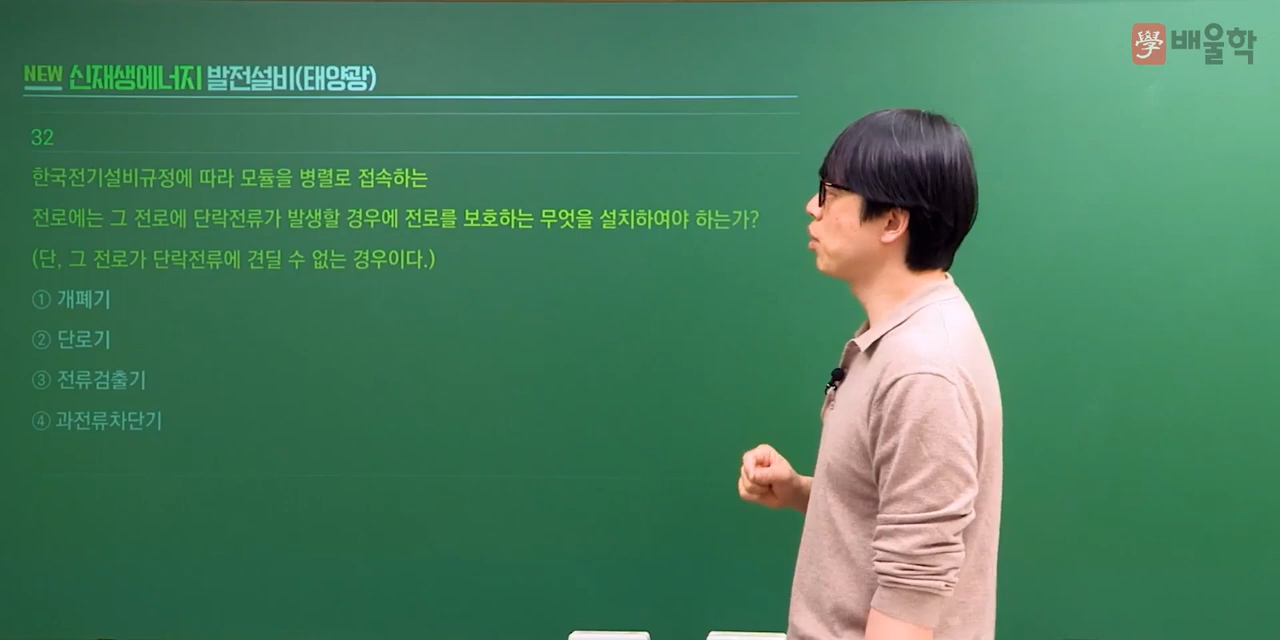 學 배울학
NEW 신재생에너지 발전설비(태양광)
32
한국전기설비규정에 따라 모듈을 병렬로 접속하는
전로에는 그 전로에 단락전류가 발생할 경우에 전로를 보호하는 무엇을 설치하여야 하는가?
(단, 그 전로가 단락전류에 견딜 수 없는 경우이다.)
① 개폐기
② 단로기
③ 전류검출기
④ 과전류차단기